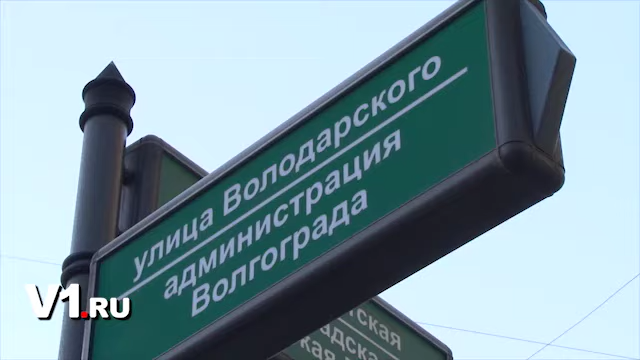 улица Володарского
администрация
Волгограда
V1.RU